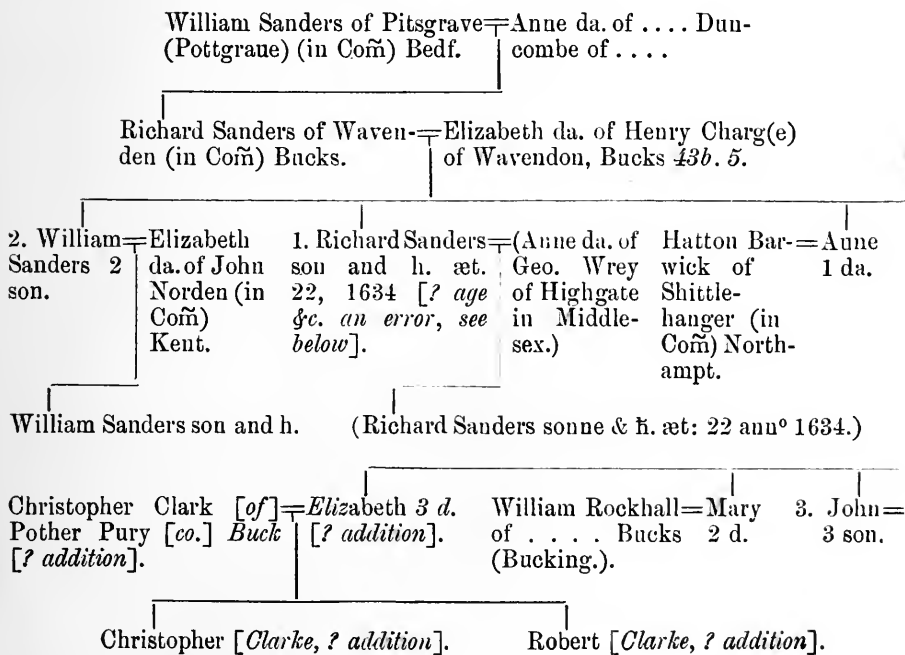 William Sanders of Pitsgrave=Anne da. of .... Dun-
(Pottgraue) (in Com̃) Bedf. combe of ....
Richard Sanders of Waven-=Elizabeth da. of Henry Charg(e)
den (in Com̃) Bucks. of Wavendon, Bucks 43b. 5.
2. William=Elizabeth 1. Richard Sanders=(Anne da. of Hatton Bar-=Anne
Sanders 2 da. of John son and h. æt. Geo. Wrey wick of 1 da.
son. Norden (in 22, 1634 [? age of Highgate Shittle-
Com̃) &c. an error, see in Middle- hanger (in
Kent. below]. sex.) Com̃) North-
ampt.
William Sanders son and h. (Richard Sanders sonne & h̃. æt: 22 annº 1634.)
Christopher Clark [of]=Elizabeth 3 d. William Rockhall=Mary 3. John=
Pother Pury [co.] Buck [? addition]. of .... Bucks 2 d. 3 son.
[? addition]. (Bucking.).
Christopher [Clarke, ? addition]. Robert [Clarke, ? addition].